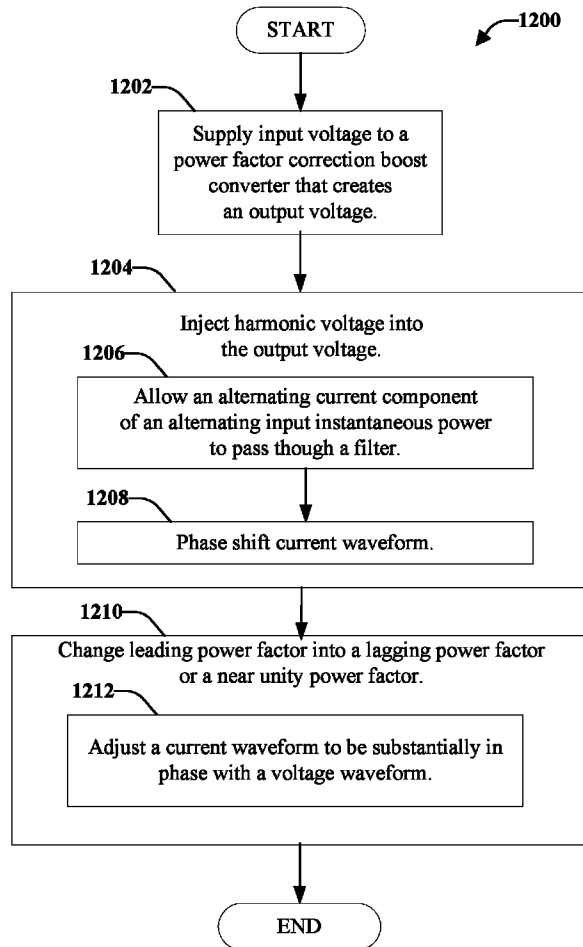 START
1200
1202
Supply input voltage to a
power factor correction boost
converter that creates
an output voltage.
1204
Inject harmonic voltage into
the output voltage.
1206
Allow an alternating current component
of an alternating input instantaneous power
to pass though a filter.
1208
Phase shift current waveform.
1210
Change leading power factor into a lagging power factor
or a near unity power factor.
1212
Adjust a current waveform to be substantially in
phase with a voltage waveform.
END